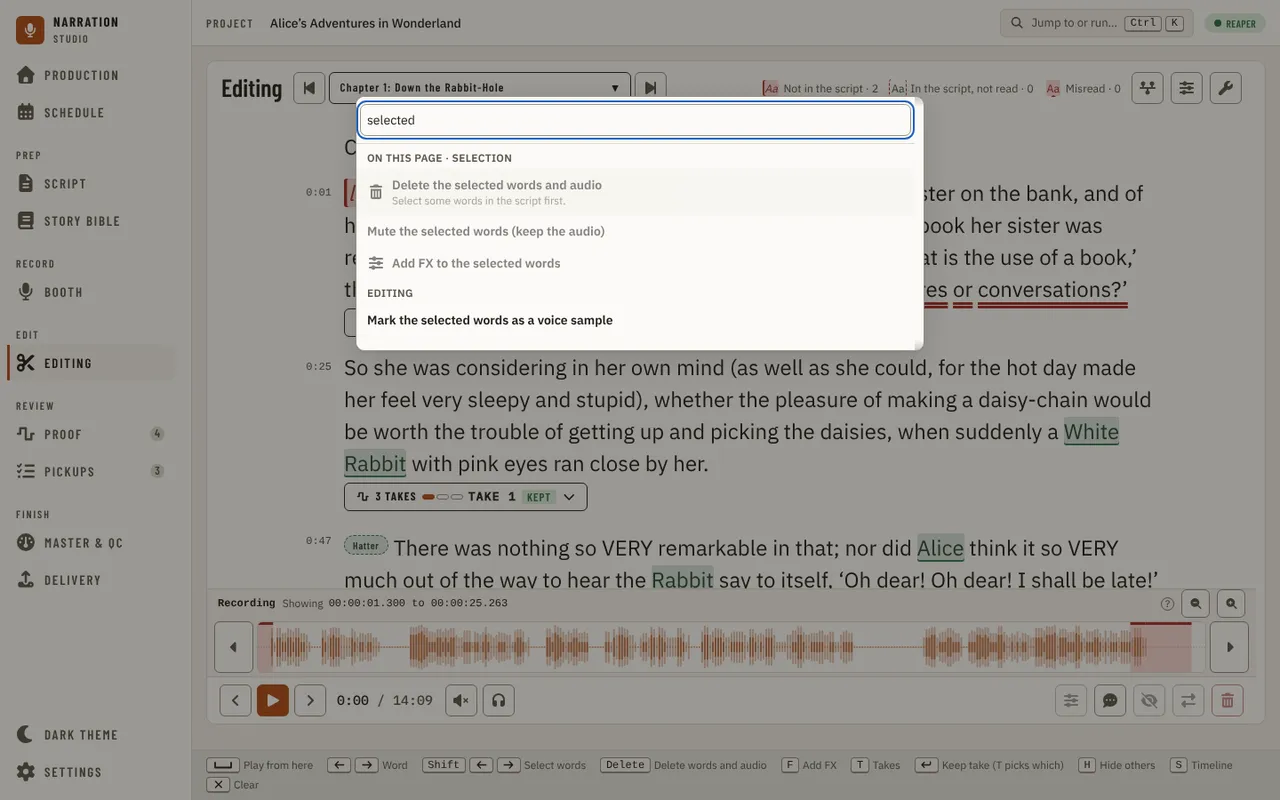 NARRATION
STUDIO
PRODUCTION
SCHEDULE
PREP
SCRIPT
STORY BIBLE
RECORD
BOOTH
EDIT
EDITING
REVIEW
PROOF 4
PICKUPS 3
FINISH
MASTER & QC
DELIVERY
DARK THEME
SETTINGS
PROJECT Alice's Adventures in Wonderland
Jump to or run... Ctrl K
REAPER
Editing
Chapter 1: Down the Rabbit-Hole ▼
Aa Not in the script · 2 Aa In the script, not read · 0 Aa Misread · 0
selected
ON THIS PAGE · SELECTION
Delete the selected words and audio
Select some words in the script first.
Mute the selected words (keep the audio)
Add FX to the selected words
EDITING
Mark the selected words as a voice sample
0:01 on the bank, and of
her sister was
is the use of a book,’
or conversations?’
0:25 So she was considering in her own mind (as well as she could, for the hot day made
her feel very sleepy and stupid), whether the pleasure of making a daisy-chain would
be worth the trouble of getting up and picking the daisies, when suddenly a White
Rabbit with pink eyes ran close by her.
3 TAKES TAKE 1 KEPT
0:47 Hatter There was nothing so VERY remarkable in that; nor did Alice think it so VERY
much out of the way to hear the Rabbit say to itself, ‘Oh dear! Oh dear! I shall be late!’
Recording Showing 00:00:01.300 to 00:00:25.263 ?
0:00 / 14:09
Play from here ← → Word Shift ← → Select words Delete Delete words and audio F Add FX T Takes ↵ Keep take (T picks which) H Hide others S Timeline
✕ Clear